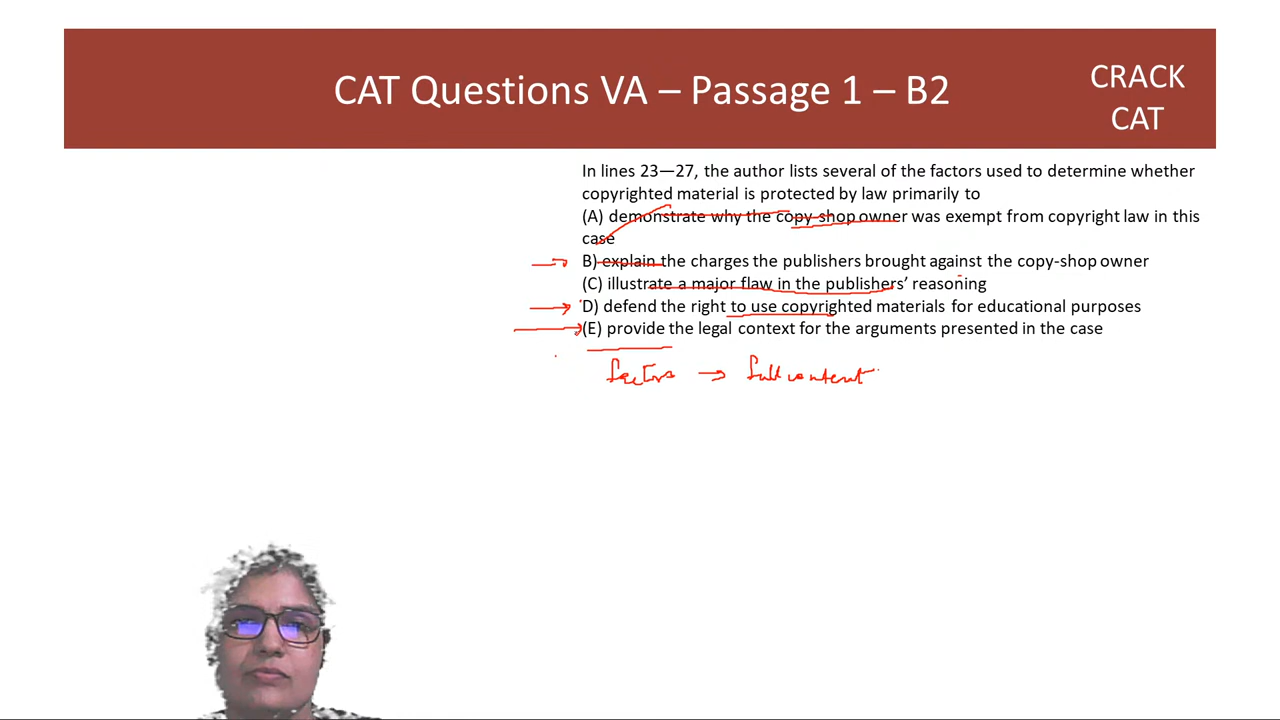 CAT Questions VA – Passage 1 – B2
CRACK
CAT
In lines 23—27, the author lists several of the factors used to determine whether
copyrighted material is protected by law primarily to
(A) demonstrate why the copy-shop owner was exempt from copyright law in this
case
B) explain the charges the publishers brought against the copy-shop owner
(C) illustrate a major flaw in the publishers’ reasoning
D) defend the right to use copyrighted materials for educational purposes
(E) provide the legal context for the arguments presented in the case
factors →